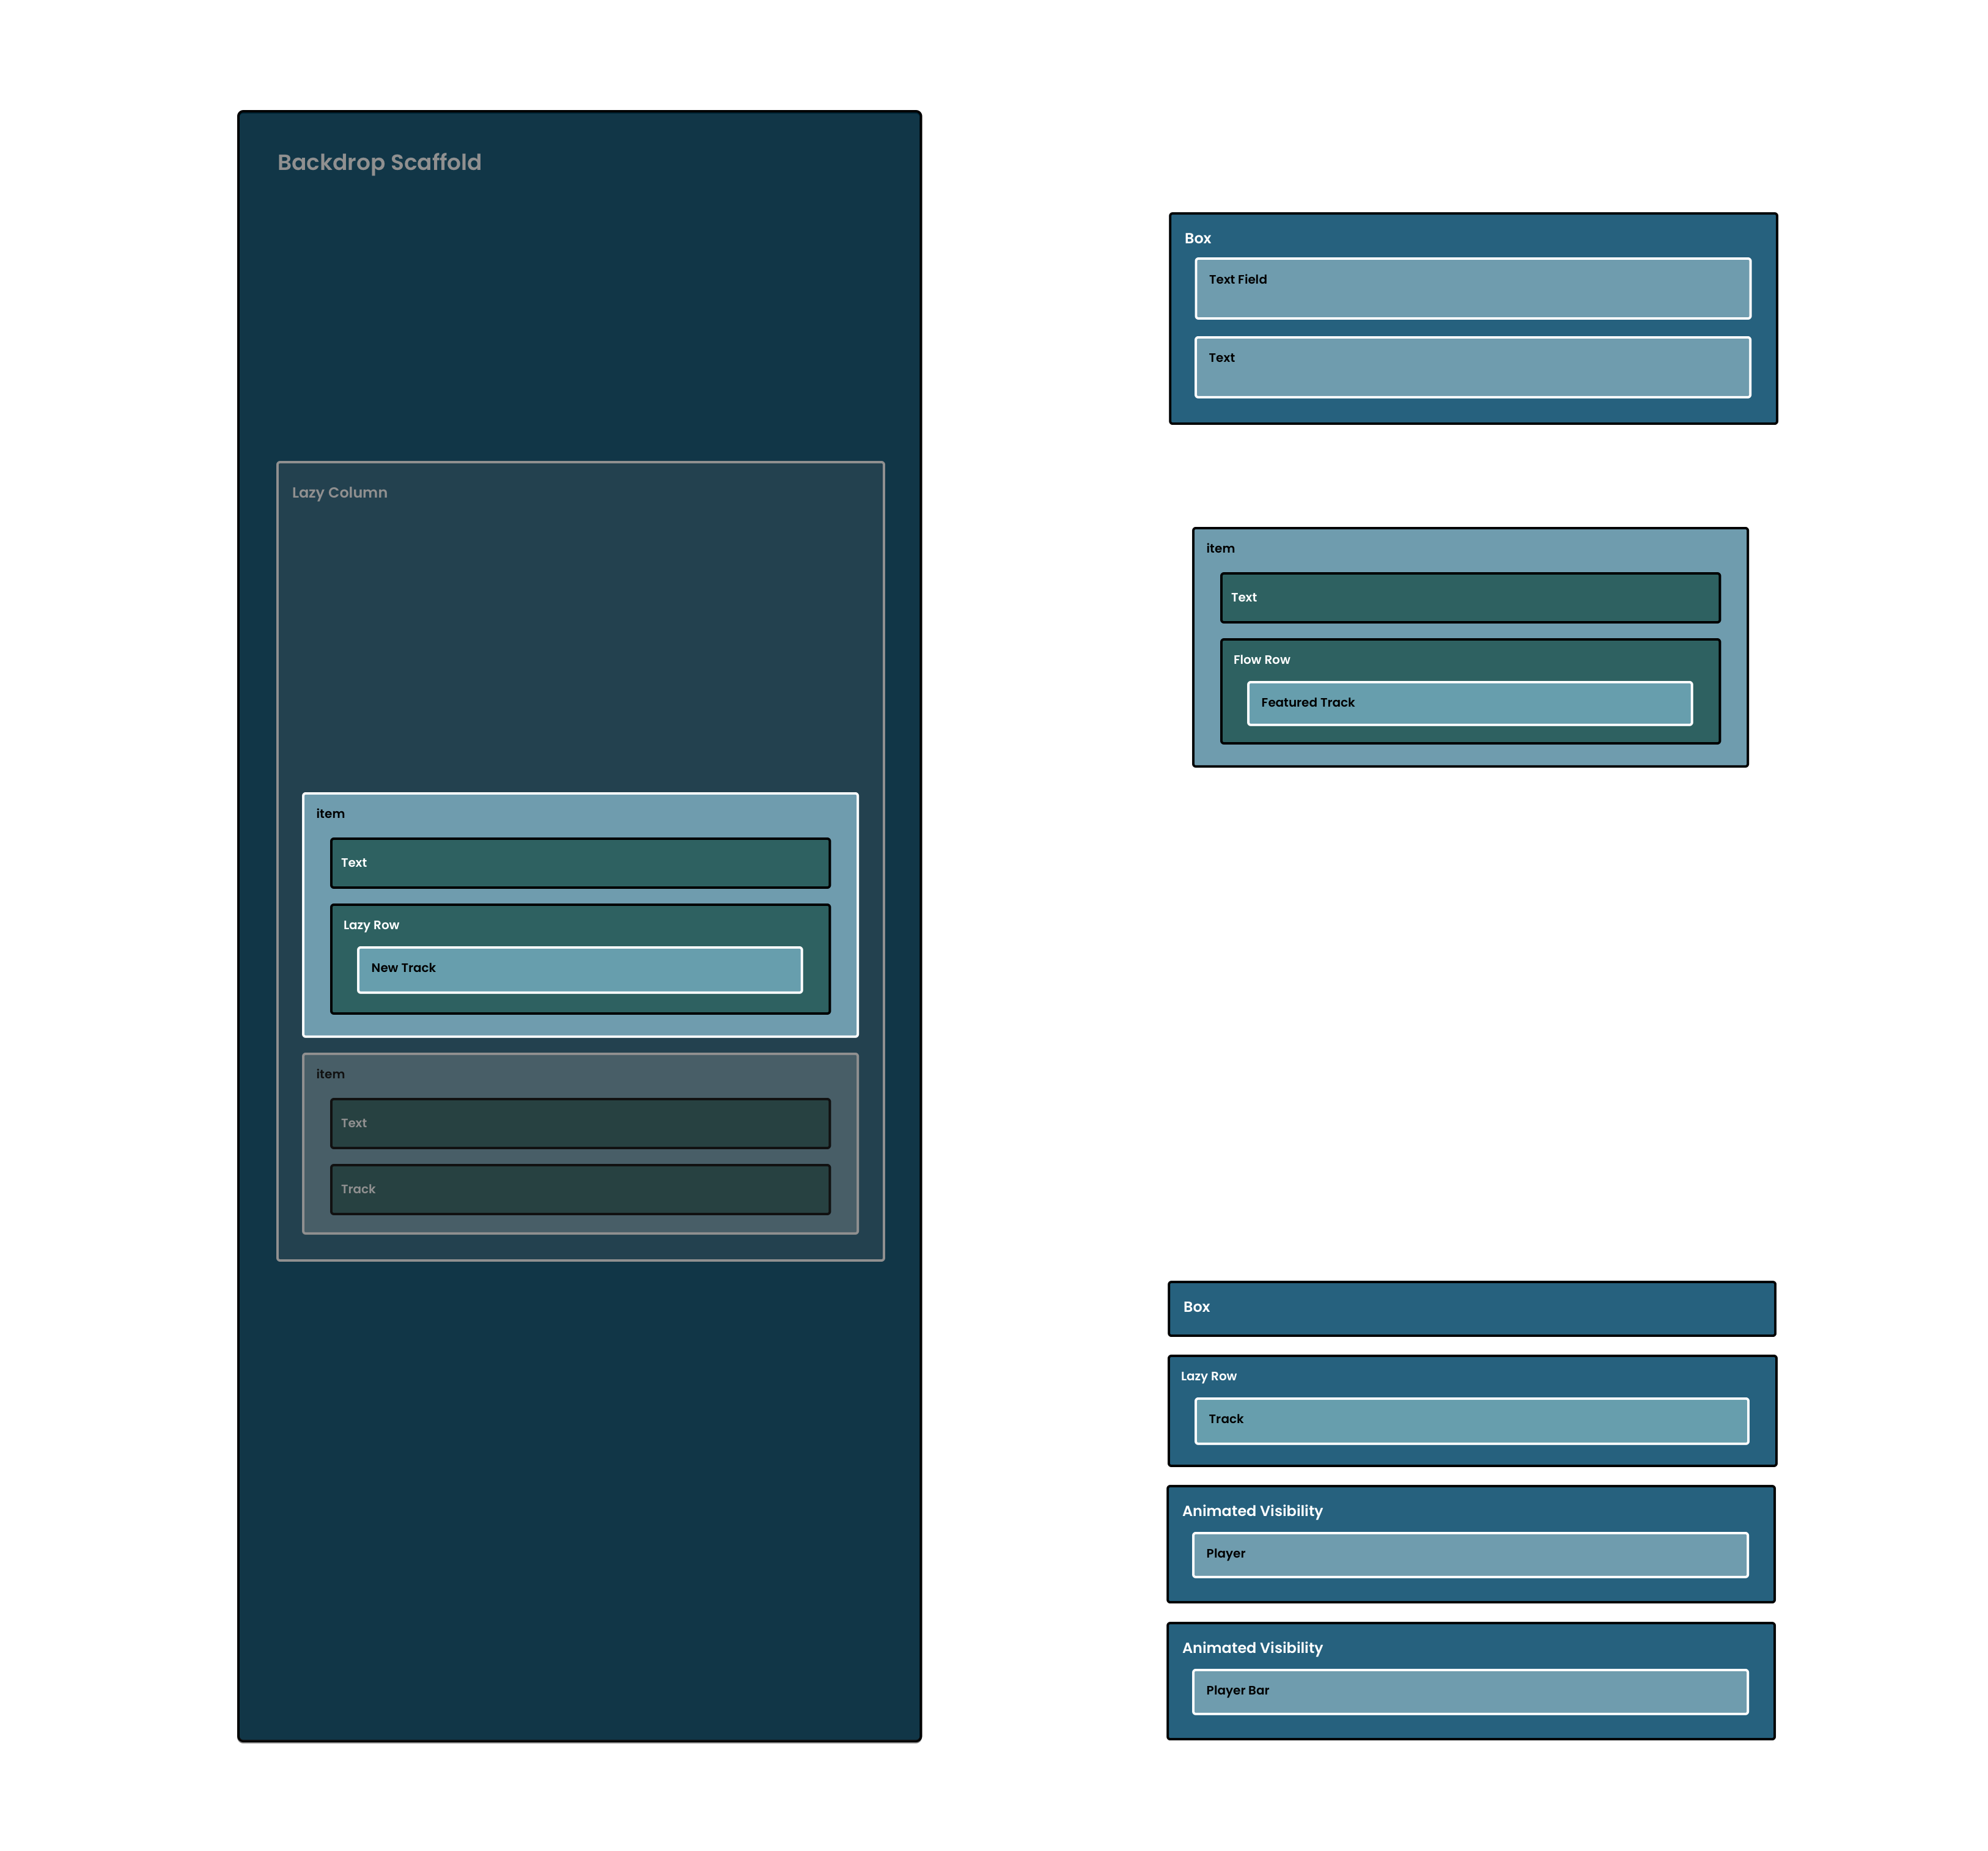 Backdrop Scaffold
Lazy Column
item
Text
Lazy Row
New Track
item
Text
Track
Box
Text Field
Text
item
Text
Flow Row
Featured Track
Box
Lazy Row
Track
Animated Visibility
Player
Animated Visibility
Player Bar